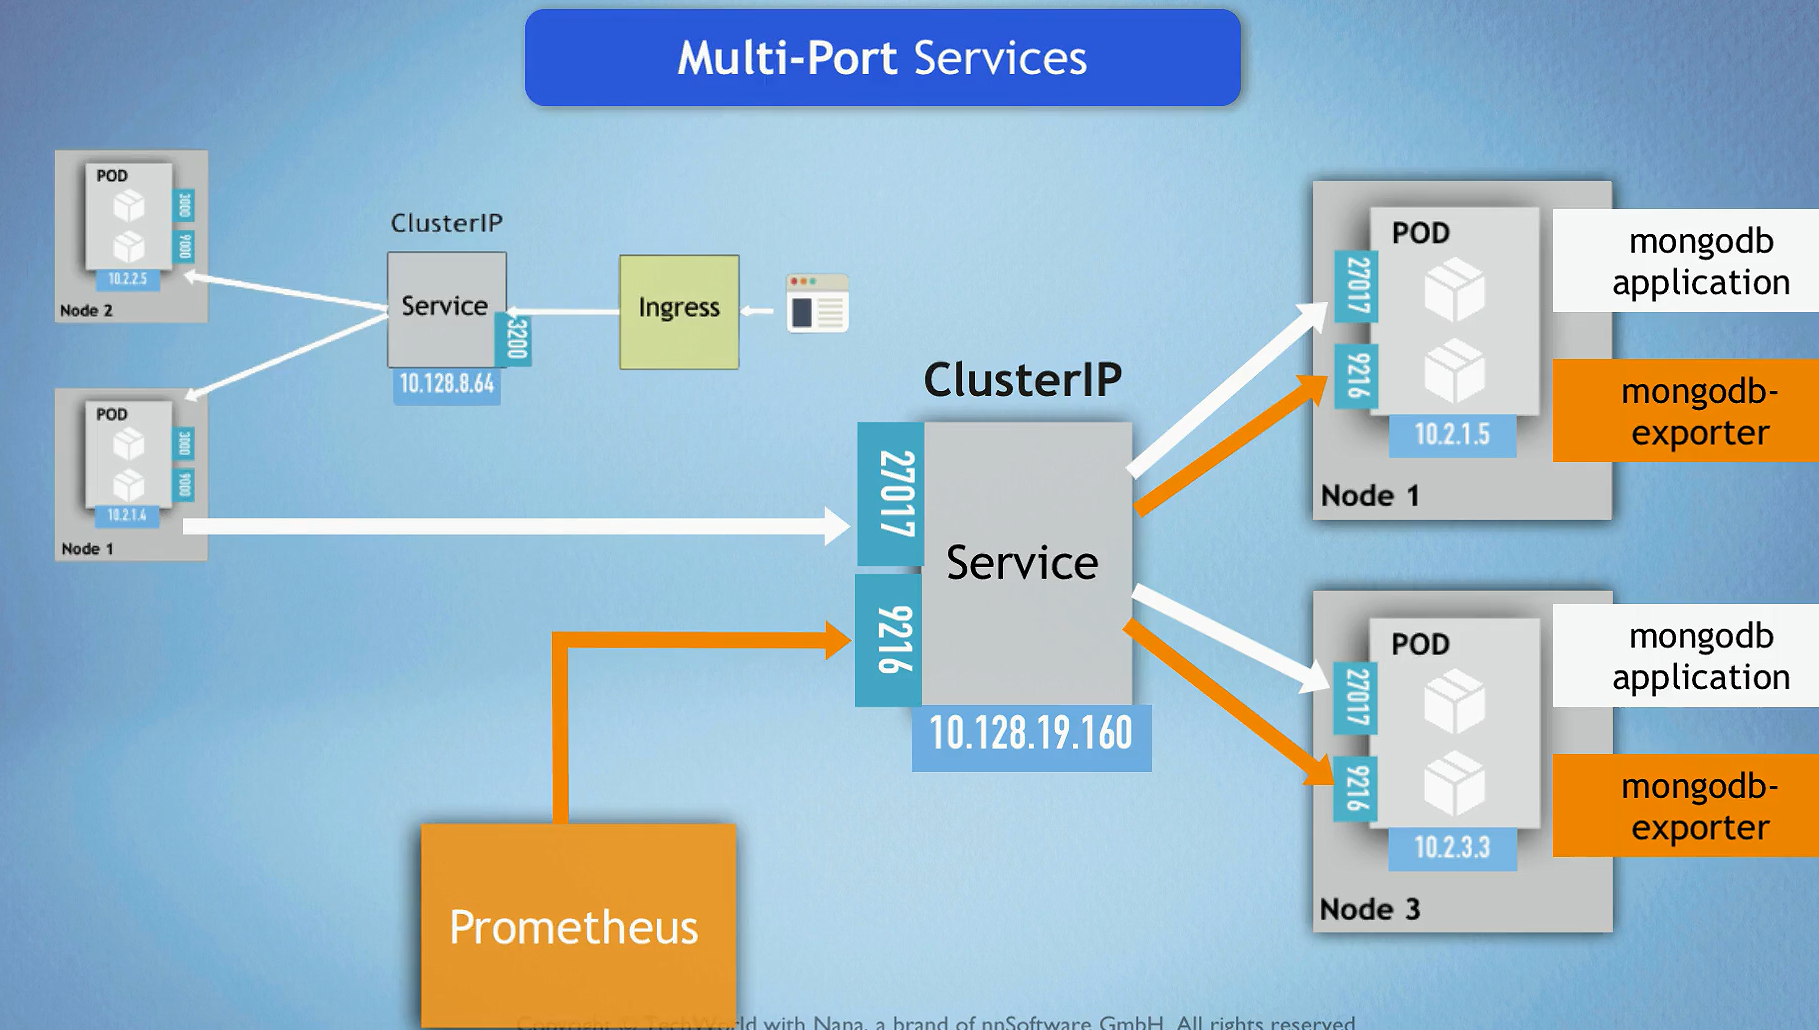 Multi-Port Services
POD
3000
9000
10.2.2.5
Node 2
ClusterIP
Service
3200
10.128.8.64
Ingress
POD
3000
9000
10.2.1.4
Node 1
ClusterIP
27017
9216
Service
10.128.19.160
Prometheus
POD
27017
9216
10.2.1.5
Node 1
mongodb
application
mongodb-
exporter
POD
27017
9216
10.2.3.3
Node 3
mongodb
application
mongodb-
exporter
Copyright © TechWorld with Nana, a brand of nnSoftware GmbH. All rights reserved